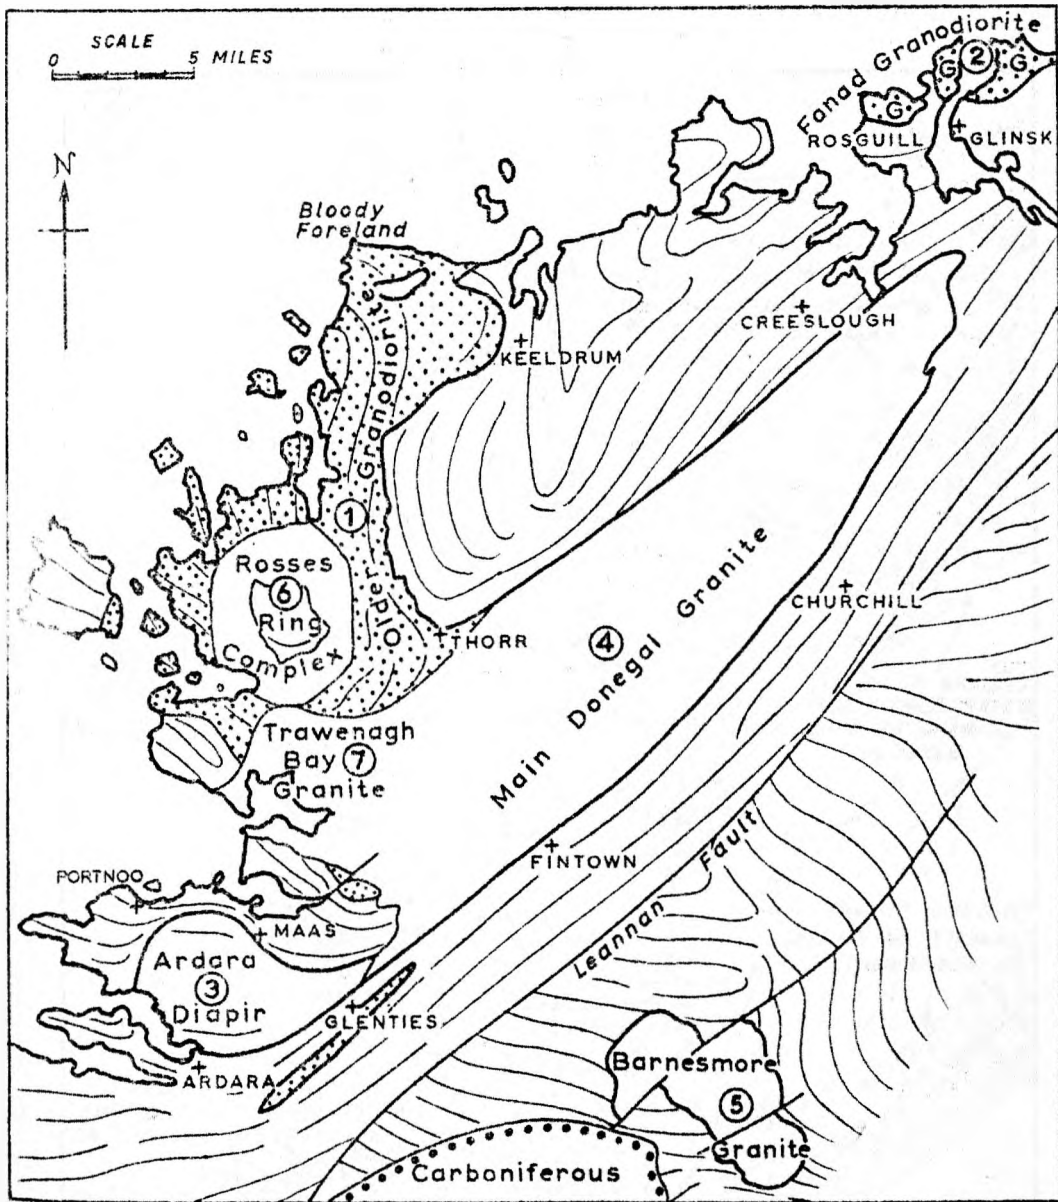 SCALE
0 5 MILES
N
Fanad Granodiorite
G 2 G
G
ROSGUILL
GLINSK
Bloody
Foreland
CREESLOUGH
KEELDRUM
Older Granodiorite
1
Rosses
6
Ring
Complex
THORR
CHURCHILL
4
Main Donegal Granite
Trawenagh
Bay 7
Granite
FINTOWN
Leannan Fault
PORTNOO
MAAS
Ardara
3
Diapir
GLENTIES
ARDARA
Barnesmore
5
Granite
Carboniferous